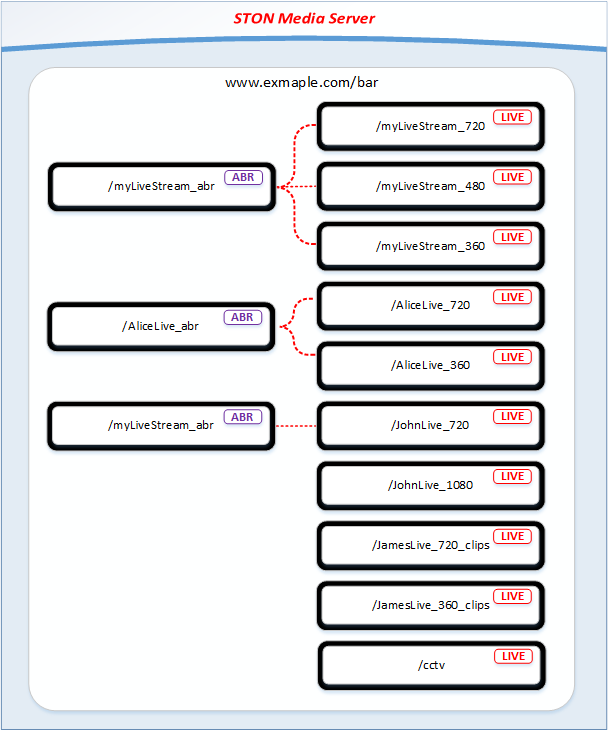 STON Media Server
www.exmaple.com/bar
LIVE
/myLiveStream_720
ABR
/myLiveStream_abr
LIVE
/myLiveStream_480
LIVE
/myLiveStream_360
ABR
/AliceLive_abr
LIVE
/AliceLive_720
LIVE
/AliceLive_360
ABR
/myLiveStream_abr
LIVE
/JohnLive_720
LIVE
/JohnLive_1080
LIVE
/JamesLive_720_clips
LIVE
/JamesLive_360_clips
LIVE
/cctv